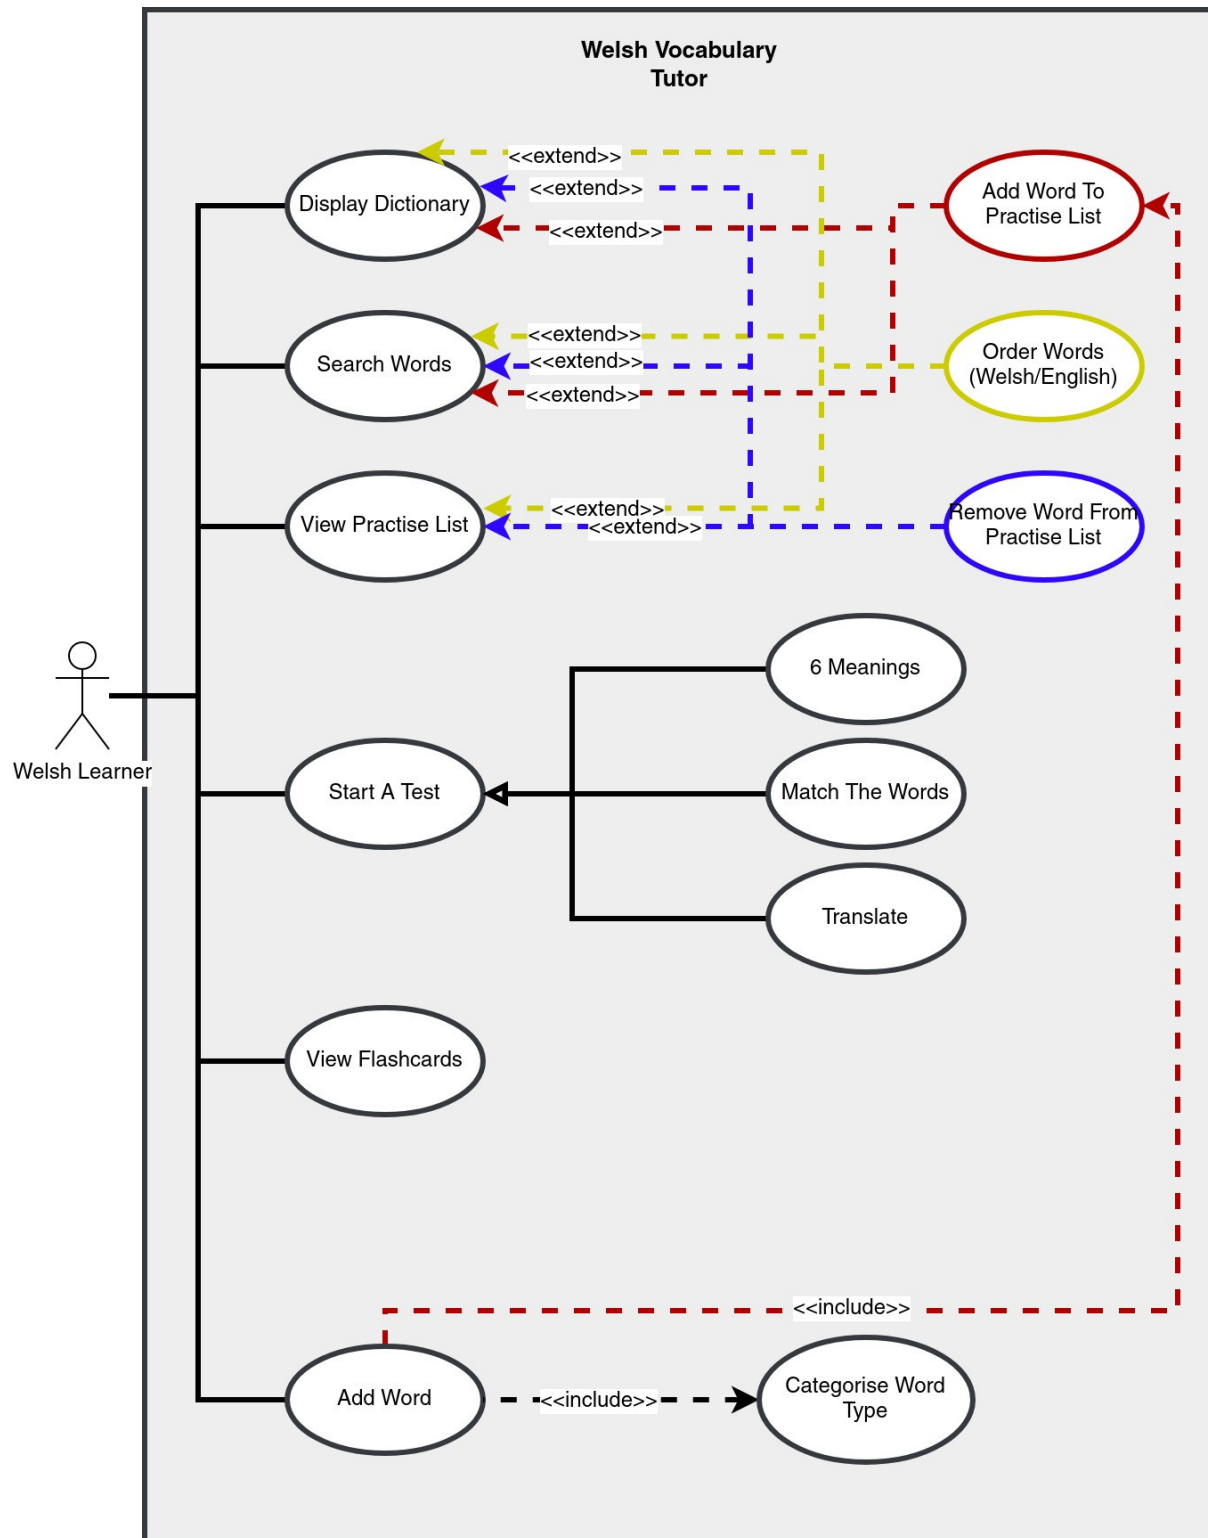 Welsh Vocabulary
Tutor
<<extend>>
<<extend>>
Display Dictionary
<<extend>>
Add Word To
Practise List
<<extend>>
Search Words
<<extend>>
<<extend>>
Order Words
(Welsh/English)
<<extend>>
View Practise List
<<extend>>
Remove Word From
Practise List
6 Meanings
Welsh Learner
Start A Test
Match The Words
Translate
View Flashcards
<<include>>
Add Word
<<include>>
Categorise Word
Type